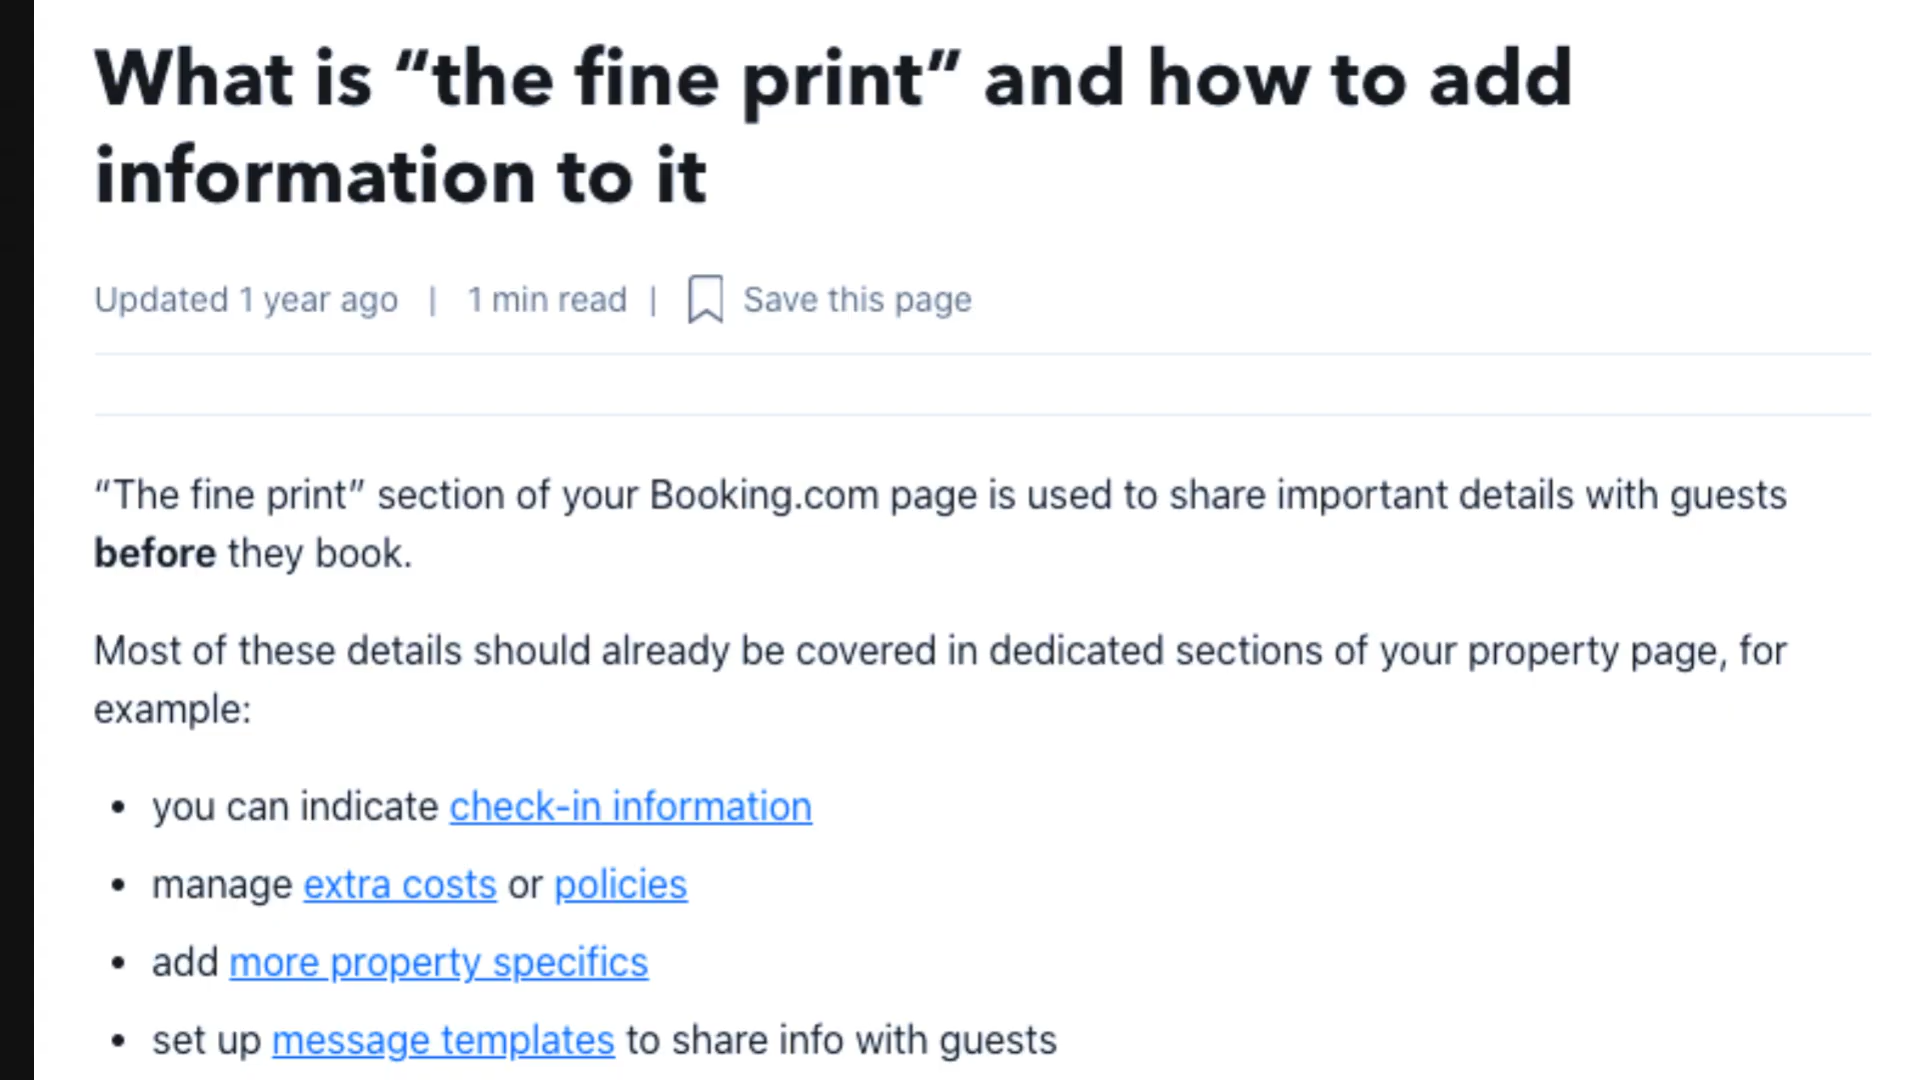 What is “the fine print” and how to add
information to it
Updated 1 year ago | 1 min read | Save this page
“The fine print” section of your Booking.com page is used to share important details with guests
before they book.
Most of these details should already be covered in dedicated sections of your property page, for
example:
• you can indicate check-in information
• manage extra costs or policies
• add more property specifics
• set up message templates to share info with guests